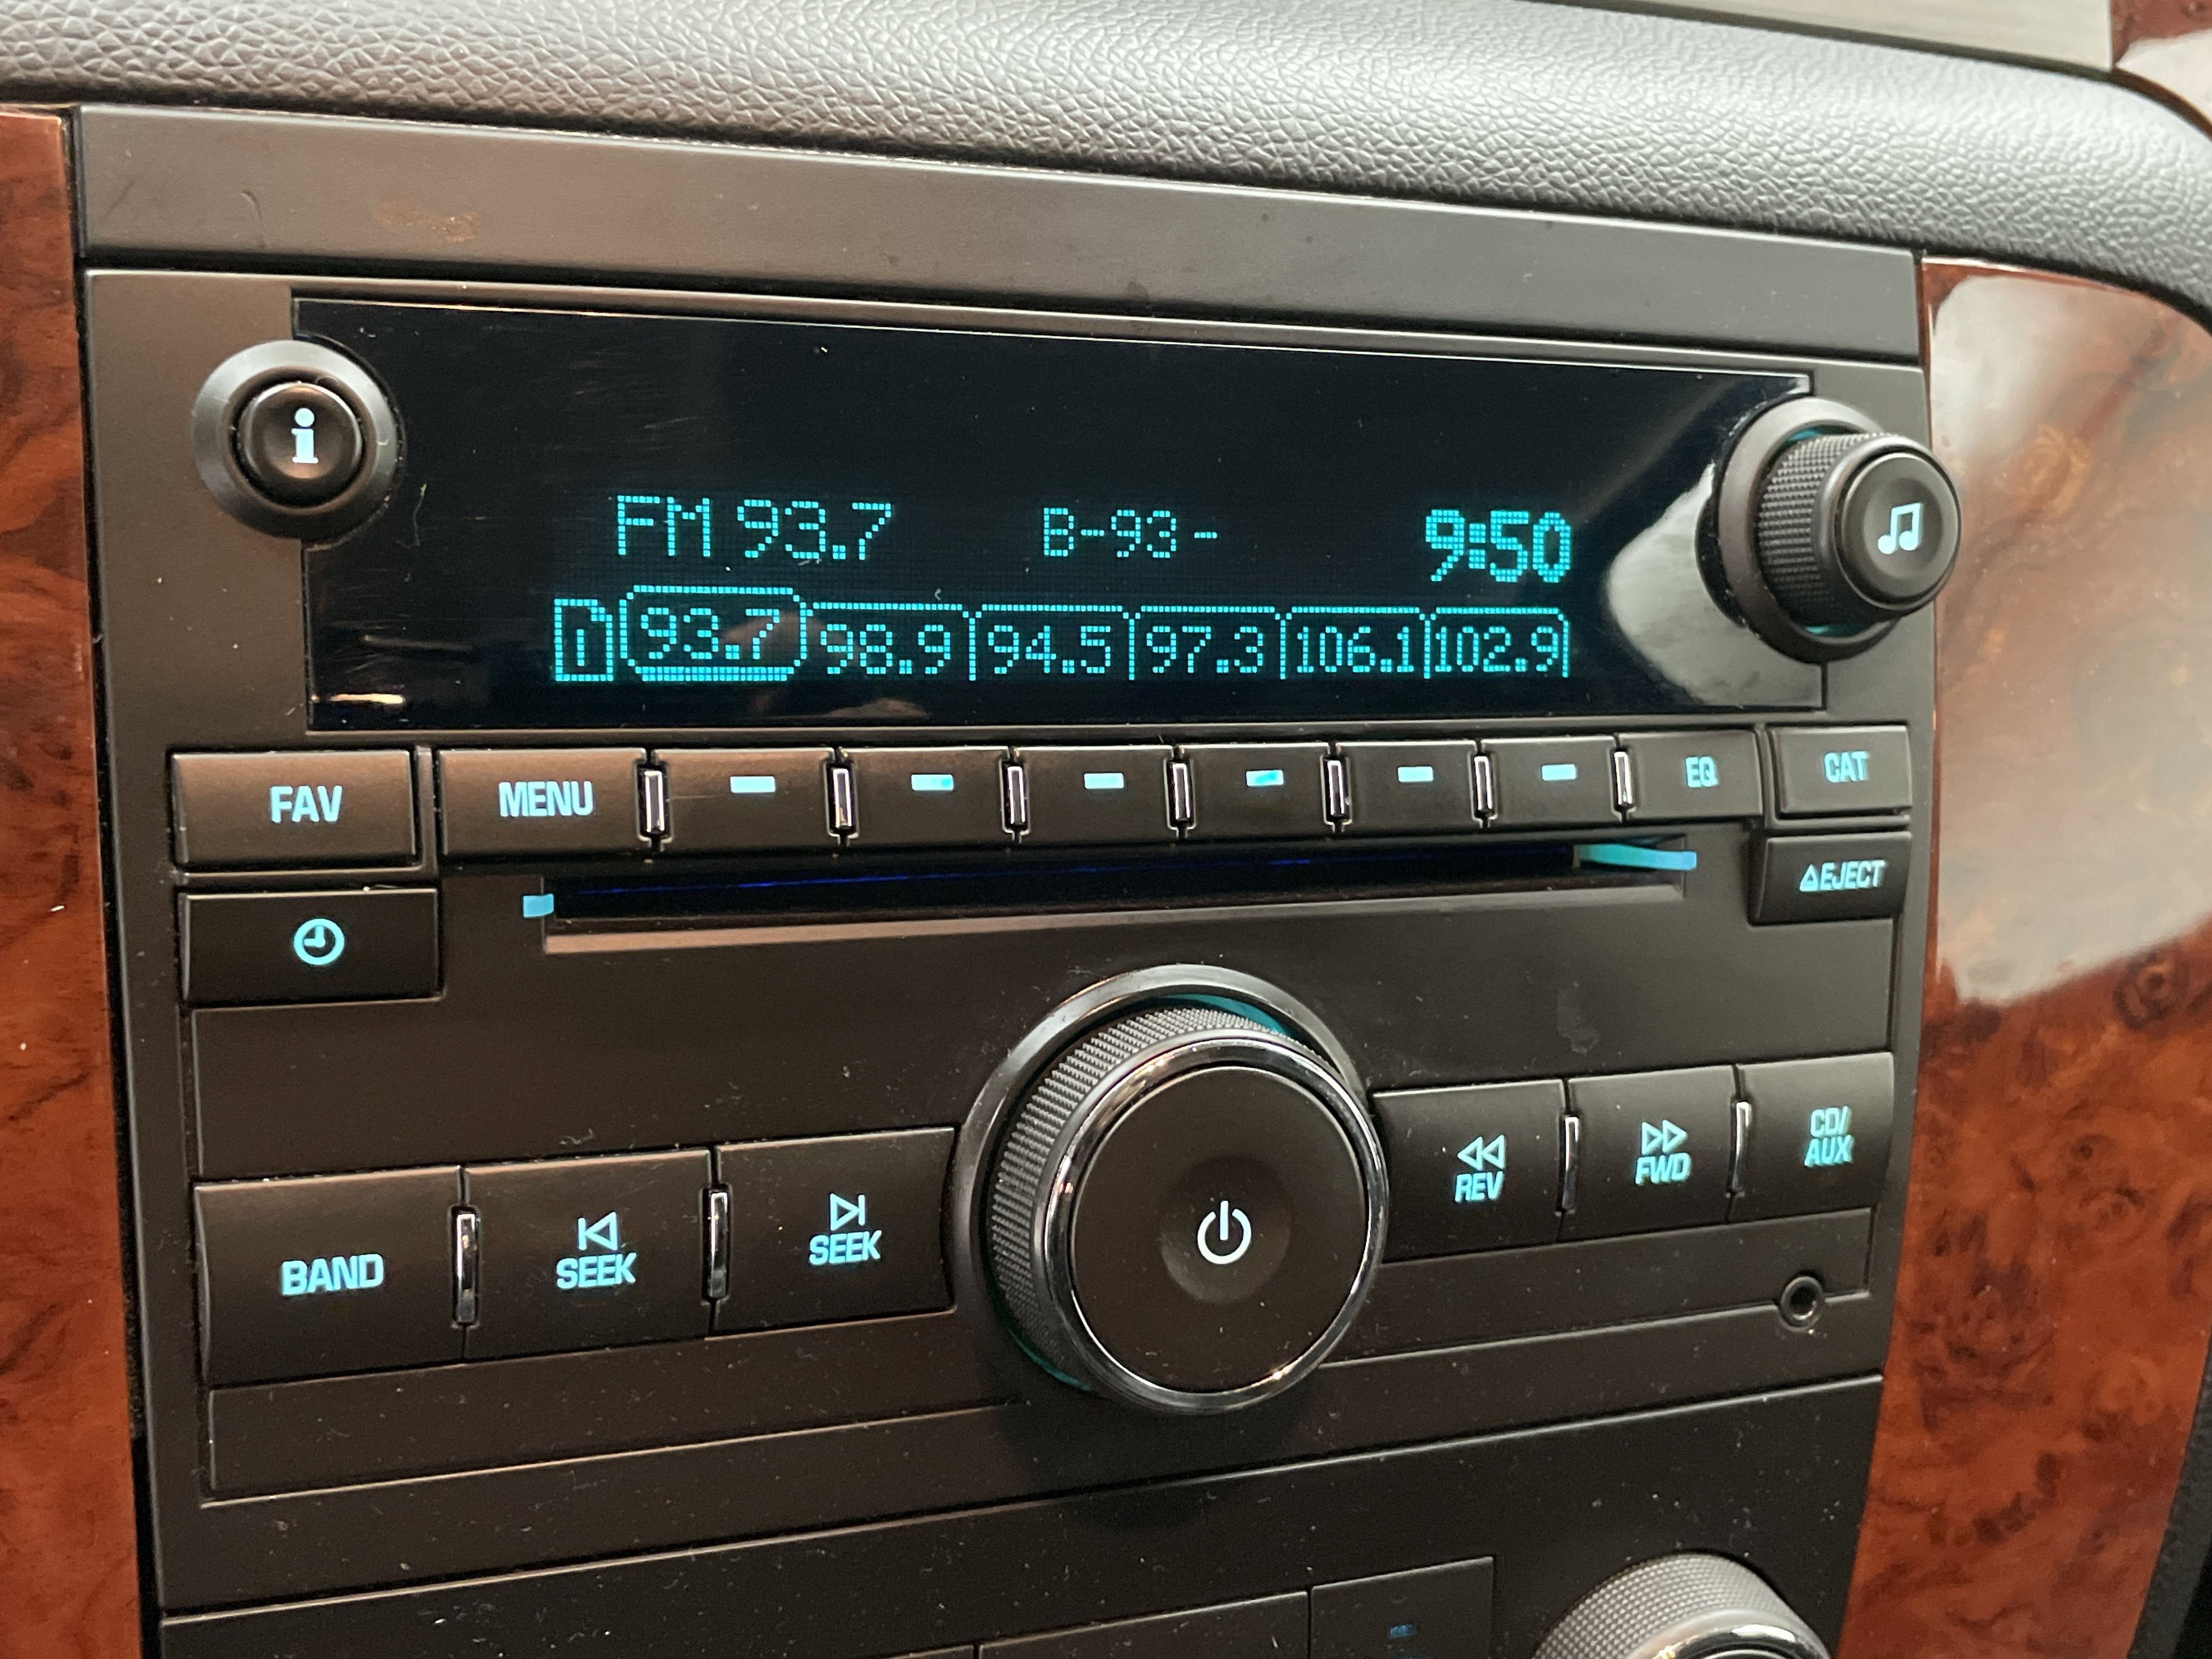 i
FM 93.7 B-93- 9:50
1 93.7 98.9 94.5 97.3 106.1 102.9
FAV MENU EQ CAT
EJECT
BAND SEEK SEEK REV FWD CD/
AUX